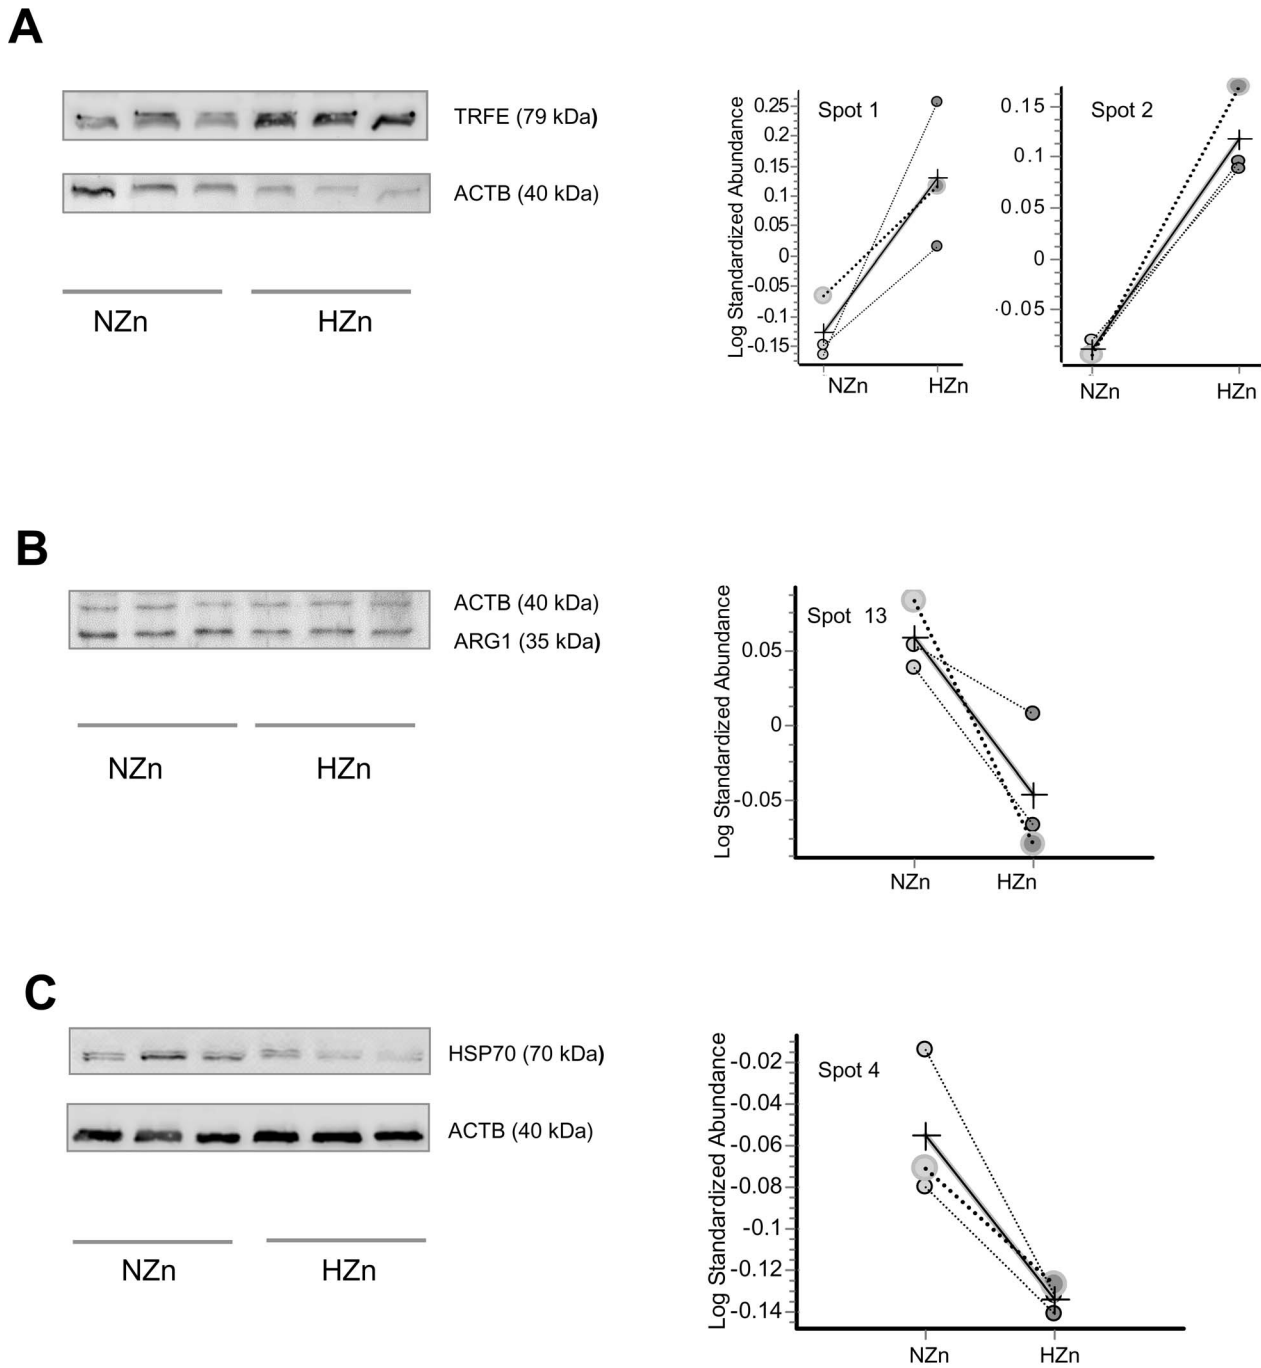 A
TRFE (79 kDa)
ACTB (40 kDa)
NZn
HZn
Log Standardized Abundance
Spot 1
0.25
0.2
0.15
0.1
0.05
0
-0.05
-0.1
-0.15
NZn
HZn
Spot 2
0.15
0.1
0.05
0
-0.05
NZn
HZn
B
ACTB (40 kDa)
ARG1 (35 kDa)
NZn
HZn
Log Standardized Abundance
Spot 13
0.05
0
-0.05
NZn
HZn
C
HSP70 (70 kDa)
ACTB (40 kDa)
NZn
HZn
Log Standardized Abundance
Spot 4
-0.02
-0.04
-0.06
-0.08
-0.1
-0.12
-0.14
NZn
HZn